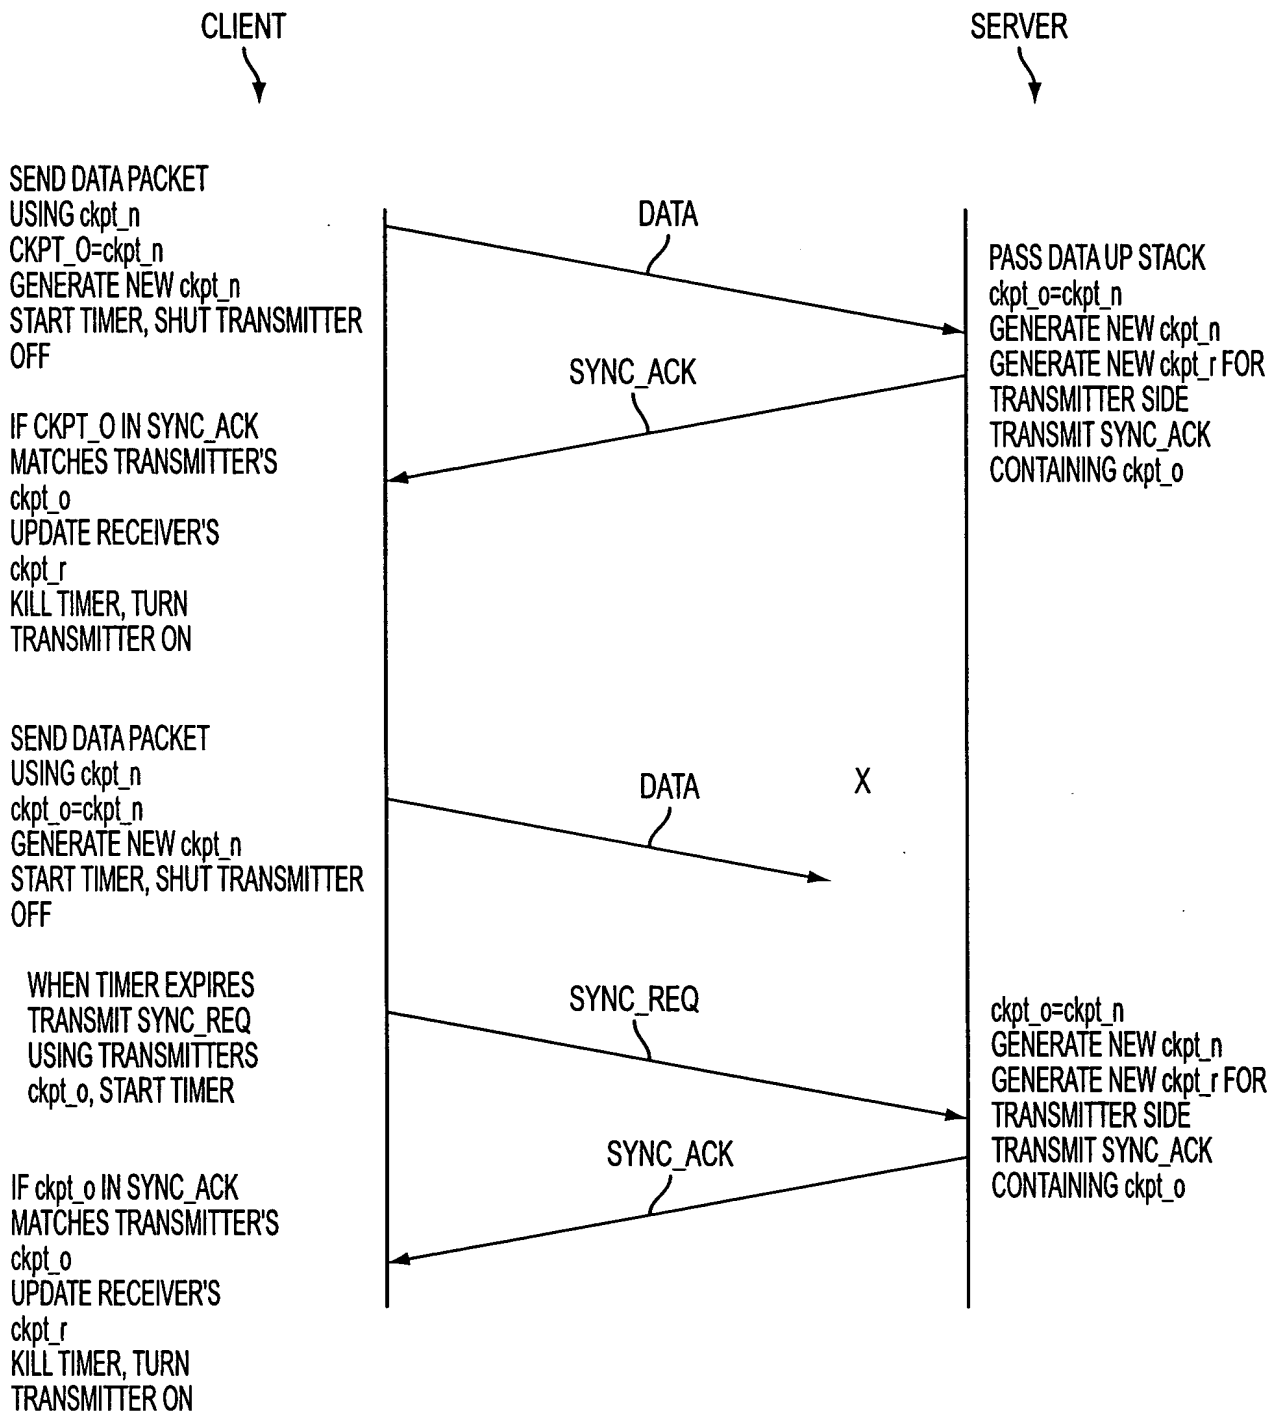 CLIENT
SERVER
SEND DATA PACKET
USING ckpt_n
CKPT_O=ckpt_n
GENERATE NEW ckpt_n
START TIMER, SHUT TRANSMITTER
OFF
DATA
PASS DATA UP STACK
ckpt_o=ckpt_n
GENERATE NEW ckpt_n
GENERATE NEW ckpt_r FOR
TRANSMITTER SIDE
TRANSMIT SYNC_ACK
CONTAINING ckpt_o
SYNC_ACK
IF CKPT_O IN SYNC_ACK
MATCHES TRANSMITTER'S
ckpt_o
UPDATE RECEIVER'S
ckpt_r
KILL TIMER, TURN
TRANSMITTER ON
SEND DATA PACKET
USING ckpt_n
ckpt_o=ckpt_n
GENERATE NEW ckpt_n
START TIMER, SHUT TRANSMITTER
OFF
DATA
X
WHEN TIMER EXPIRES
TRANSMIT SYNC_REQ
USING TRANSMITTERS
ckpt_o, START TIMER
SYNC_REQ
ckpt_o=ckpt_n
GENERATE NEW ckpt_n
GENERATE NEW ckpt_r FOR
TRANSMITTER SIDE
TRANSMIT SYNC_ACK
CONTAINING ckpt_o
SYNC_ACK
IF ckpt_o IN SYNC_ACK
MATCHES TRANSMITTER'S
ckpt_o
UPDATE RECEIVER'S
ckpt_r
KILL TIMER, TURN
TRANSMITTER ON